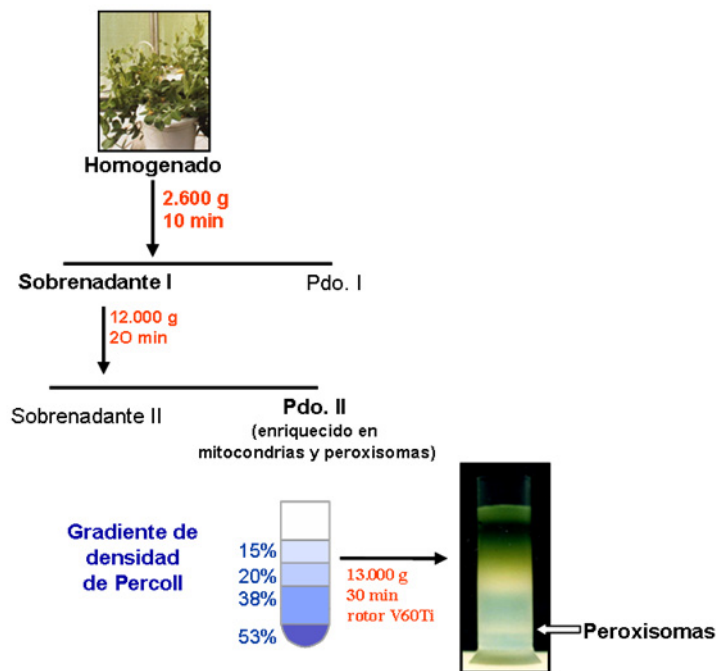 Homogenado
2.600 g
10 min
Sobrenadante I
Pdo. I
12.000 g
2O min
Sobrenadante II
Pdo. II
(enriquecido en
mitocondrias y peroxisomas)
Gradiente de
densidad
de Percoll
15%
20%
38%
53%
13.000 g
30 min
rotor V60Ti
Peroxisomas